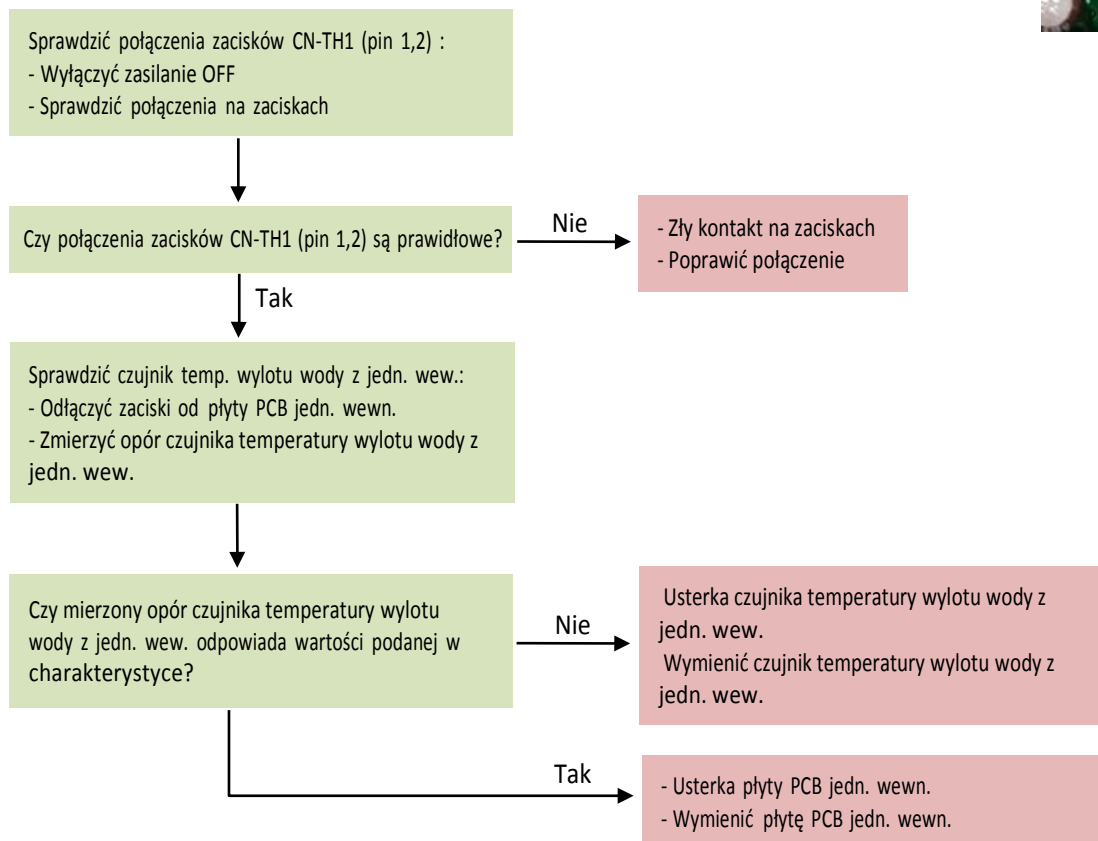 Sprawdzić połączenia zacisków CN-TH1 (pin 1,2) :
- Wyłączyć zasilanie OFF
- Sprawdzić połączenia na zaciskach
Czy połączenia zacisków CN-TH1 (pin 1,2) są prawidłowe?
Nie
- Zły kontakt na zaciskach
- Poprawić połączenie
Tak
Sprawdzić czujnik temp. wylotu wody z jedn. wew.:
- Odłączyć zaciski od płyty PCB jedn. wewn.
- Zmierzyć opór czujnika temperatury wylotu wody z
jedn. wew.
Czy mierzony opór czujnika temperatury wylotu
wody z jedn. wew. odpowiada wartości podanej w
charakterystyce?
Nie
Usterka czujnika temperatury wylotu wody z
jedn. wew.
Wymienić czujnik temperatury wylotu wody z
jedn. wew.
Tak
- Usterka płyty PCB jedn. wewn.
- Wymienić płytę PCB jedn. wewn.